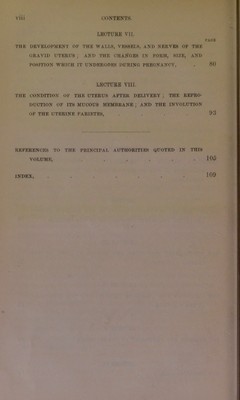 viii CONTENTS.
LECTURE VII.
PAGE
THE DEVELOPMENT OF THE WALLS, VESSELS, AND NERVES OF THE
GRAVID UTERUS; AND THE CHANGES IN FORM, SIZE, AND
POSITION WHICH IT UNDERGOES DURING PREGNANCY, . 80
LECTURE VIII.
THE CONDITION OF THE UTERUS AFTER DELIVERY; THE REPRO-
DUCTION OF ITS MUCOUS MEMBRANE; AND THE INVOLUTION
OF THE UTERINE PARIETES, . . . . 93
REFERENCES TO THE PRINCIPAL AUTHORITIES QUOTED IN THIS
VOLUME, . . . . . . 105
INDEX, . . . . . . 109